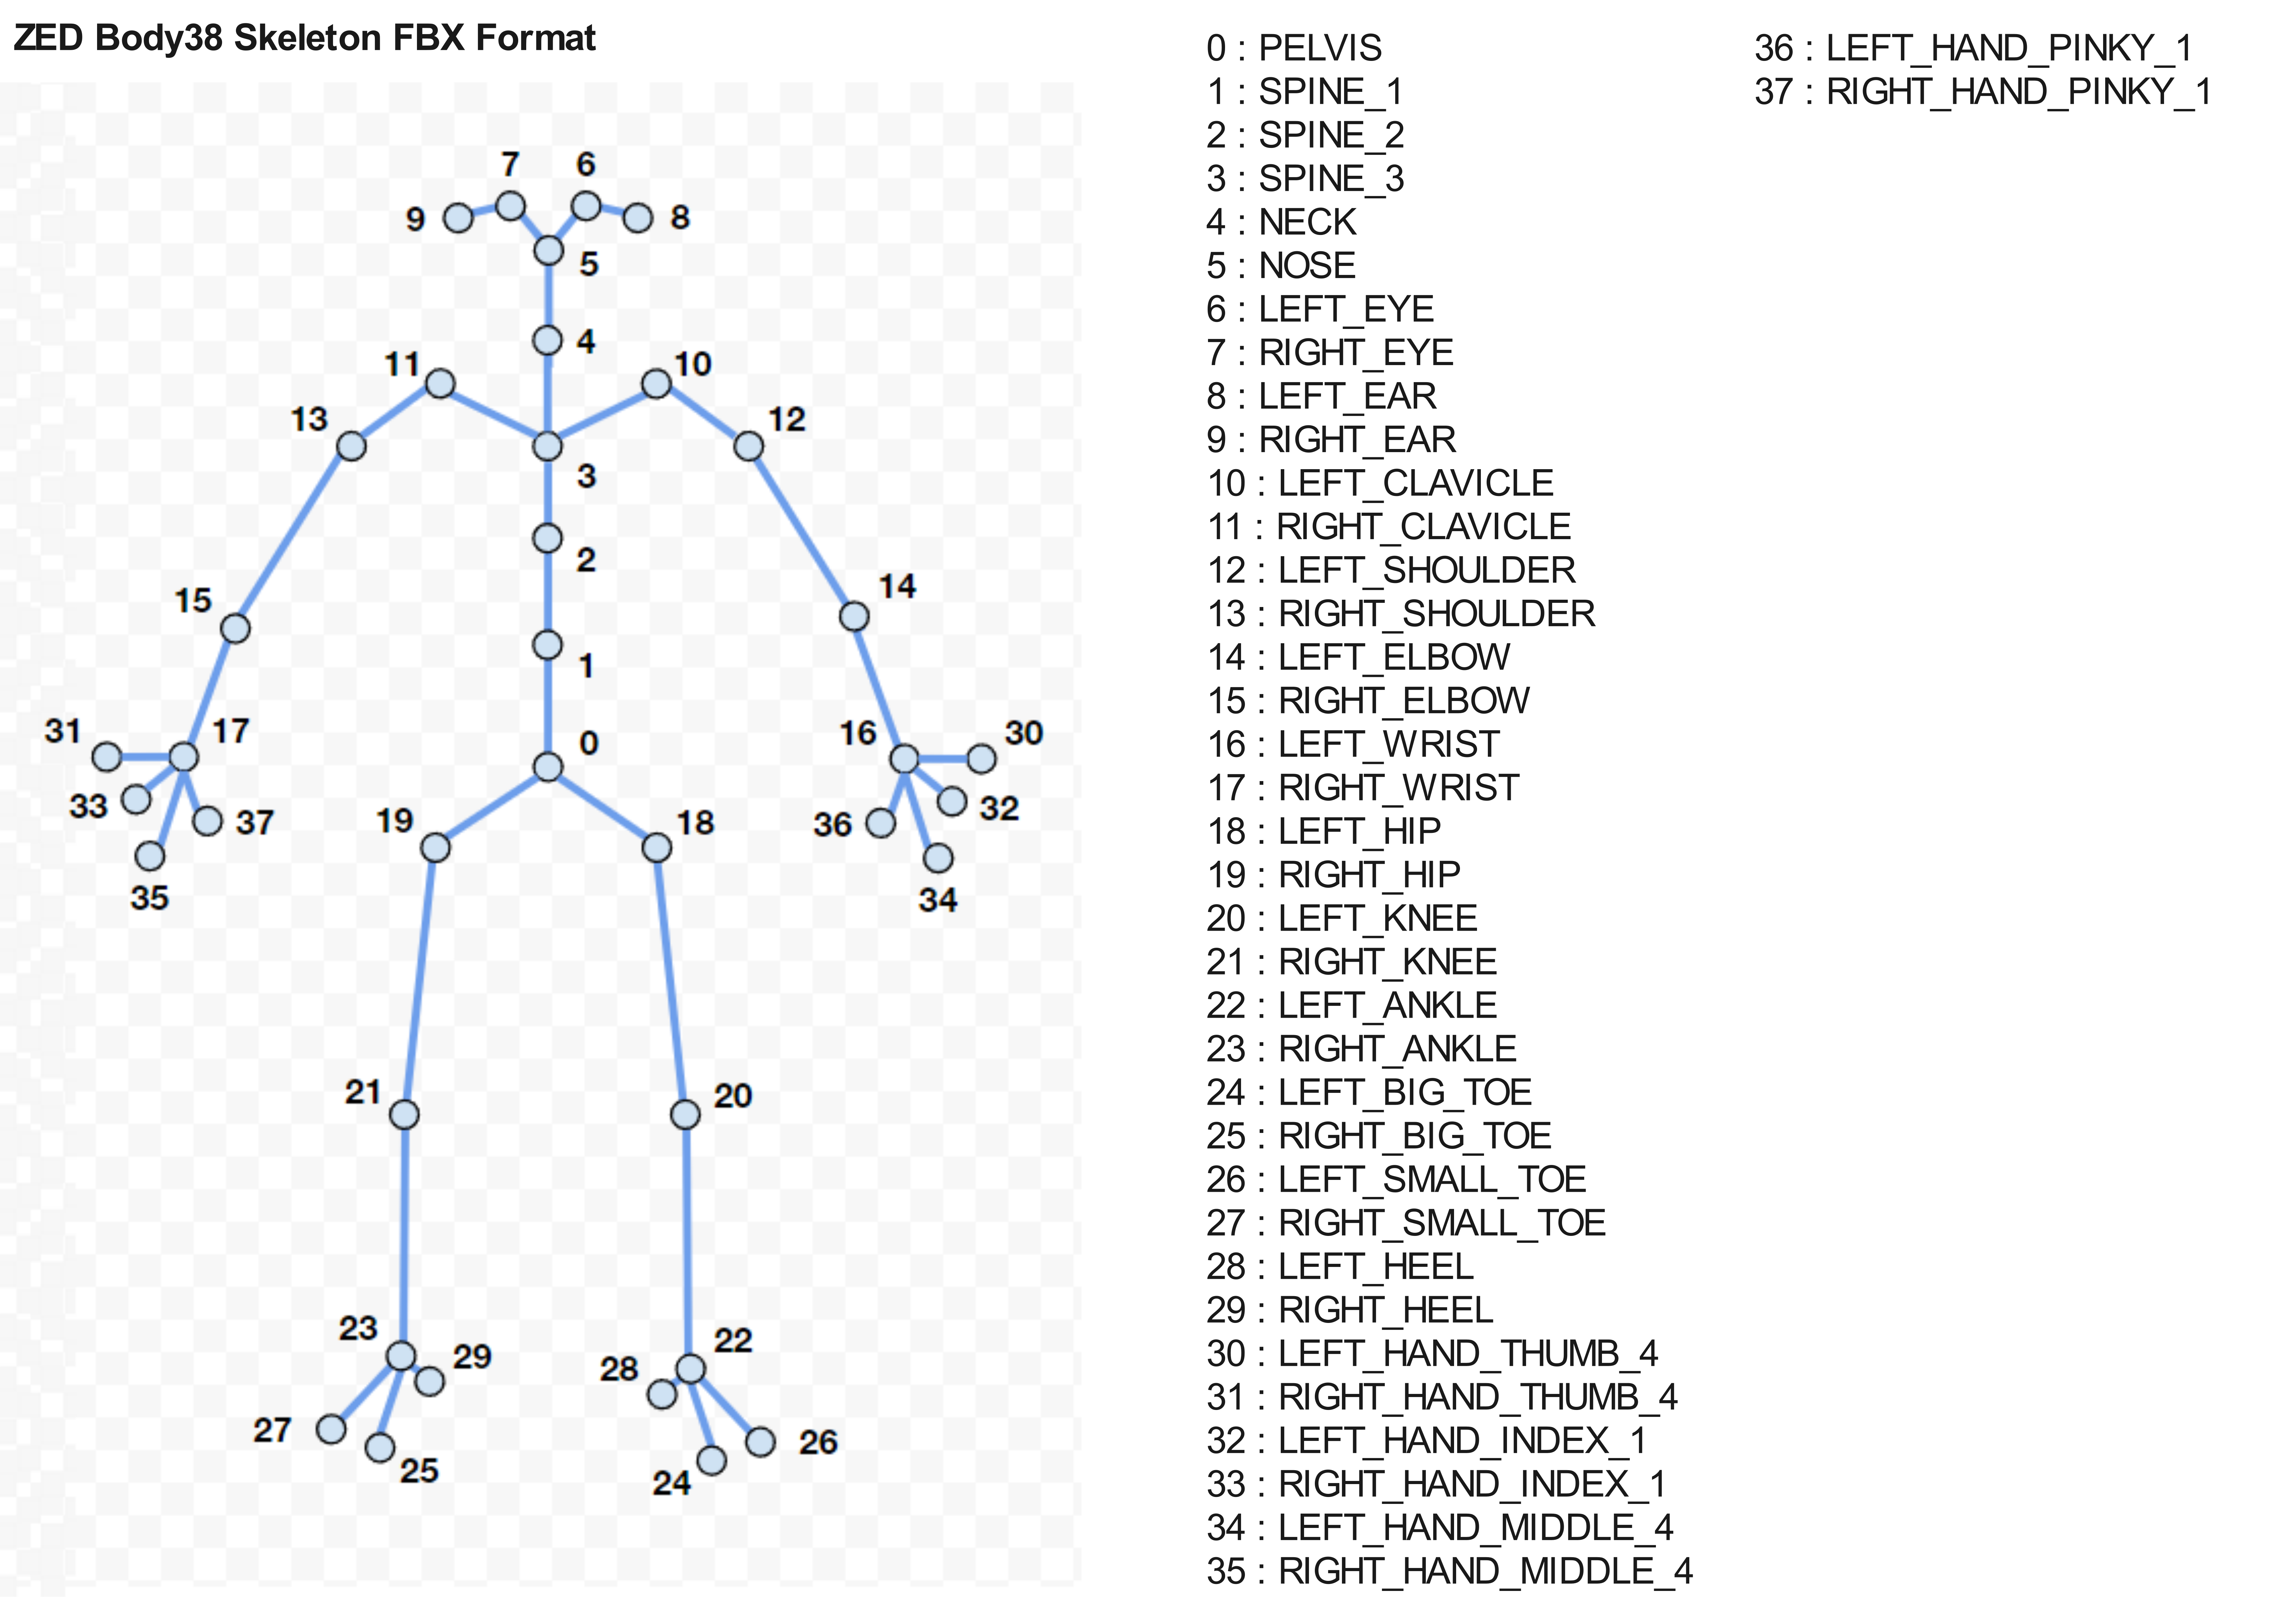 ZED Body38 Skeleton FBX Format
7 6
9 8
5
4
11 10
13 12
3
2
15 14
1
31 17 0 16 30
33 37 19 18 36 32
35 34
21 20
23 29 28 22
27 25 24 26
0 : PELVIS
1 : SPINE_1
2 : SPINE_2
3 : SPINE_3
4 : NECK
5 : NOSE
6 : LEFT_EYE
7 : RIGHT_EYE
8 : LEFT_EAR
9 : RIGHT_EAR
10 : LEFT_CLAVICLE
11 : RIGHT_CLAVICLE
12 : LEFT_SHOULDER
13 : RIGHT_SHOULDER
14 : LEFT_ELBOW
15 : RIGHT_ELBOW
16 : LEFT_WRIST
17 : RIGHT_WRIST
18 : LEFT_HIP
19 : RIGHT_HIP
20 : LEFT_KNEE
21 : RIGHT_KNEE
22 : LEFT_ANKLE
23 : RIGHT_ANKLE
24 : LEFT_BIG_TOE
25 : RIGHT_BIG_TOE
26 : LEFT_SMALL_TOE
27 : RIGHT_SMALL_TOE
28 : LEFT_HEEL
29 : RIGHT_HEEL
30 : LEFT_HAND_THUMB_4
31 : RIGHT_HAND_THUMB_4
32 : LEFT_HAND_INDEX_1
33 : RIGHT_HAND_INDEX_1
34 : LEFT_HAND_MIDDLE_4
35 : RIGHT_HAND_MIDDLE_4
36 : LEFT_HAND_PINKY_1
37 : RIGHT_HAND_PINKY_1